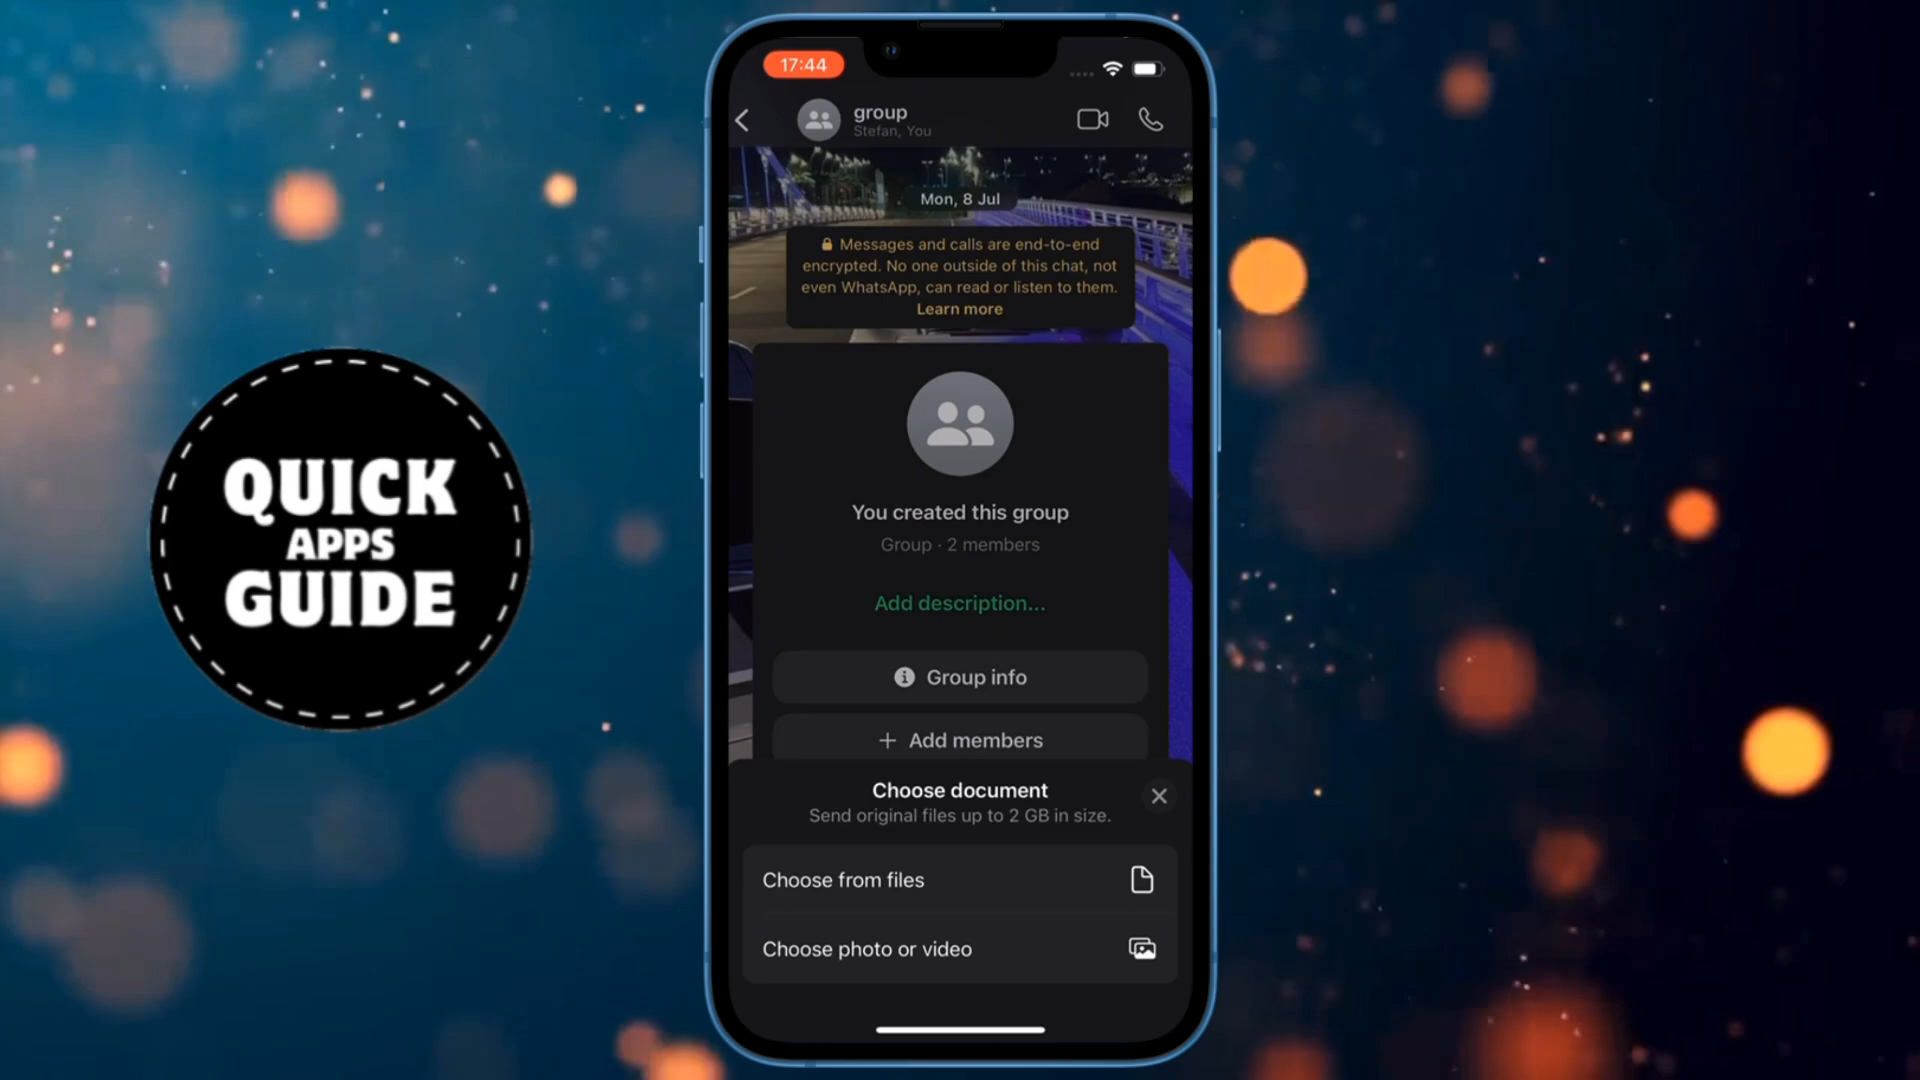 QUICK
APPS
GUIDE
17:44
group
Stefan, You
Mon, 8 Jul
Messages and calls are end-to-end
encrypted. No one outside of this chat, not
even WhatsApp, can read or listen to them.
Learn more
You created this group
Group · 2 members
Add description...
Group info
+ Add members
Choose document
Send original files up to 2 GB in size.
Choose from files
Choose photo or video